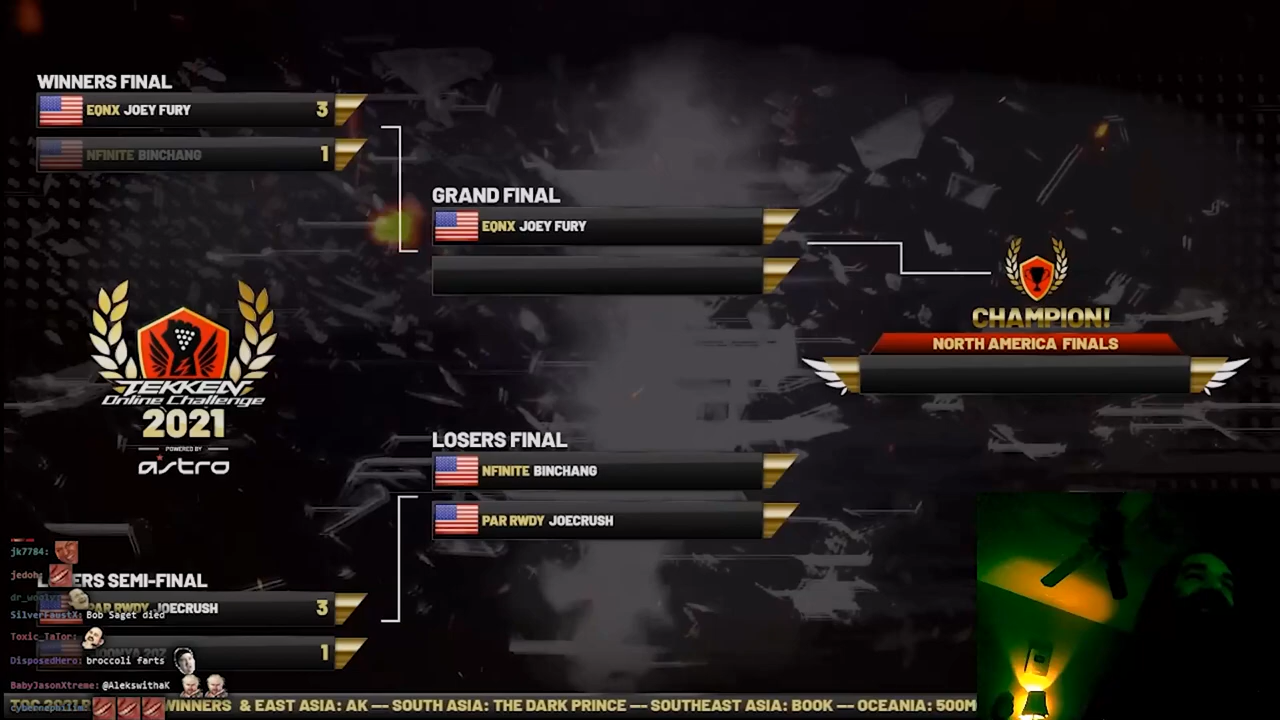 WINNERS FINAL
EQNX JOEY FURY 3
NFINITE BINCHANG 1
GRAND FINAL
EQNX JOEY FURY
CHAMPION!
NORTH AMERICA FINALS
TEKKEN
Online Challenge
2021
POWERED BY
astro
LOSERS FINAL
NFINITE BINCHANG
PAR RWDY JOECRUSH
jk7784:
jedoh:
SEMI-FINAL
PAR RWDY JOECRUSH 3
SilverFaustX: Bob Saget died
Toxic_TaTor:
1
DisposedHero: broccoli farts
BabyJasonXtreme: @AlekswithaK
WINNERS & EAST ASIA: AK -- SOUTH ASIA: THE DARK PRINCE -- SOUTHEAST ASIA: BOOK -- OCEANIA: 500M